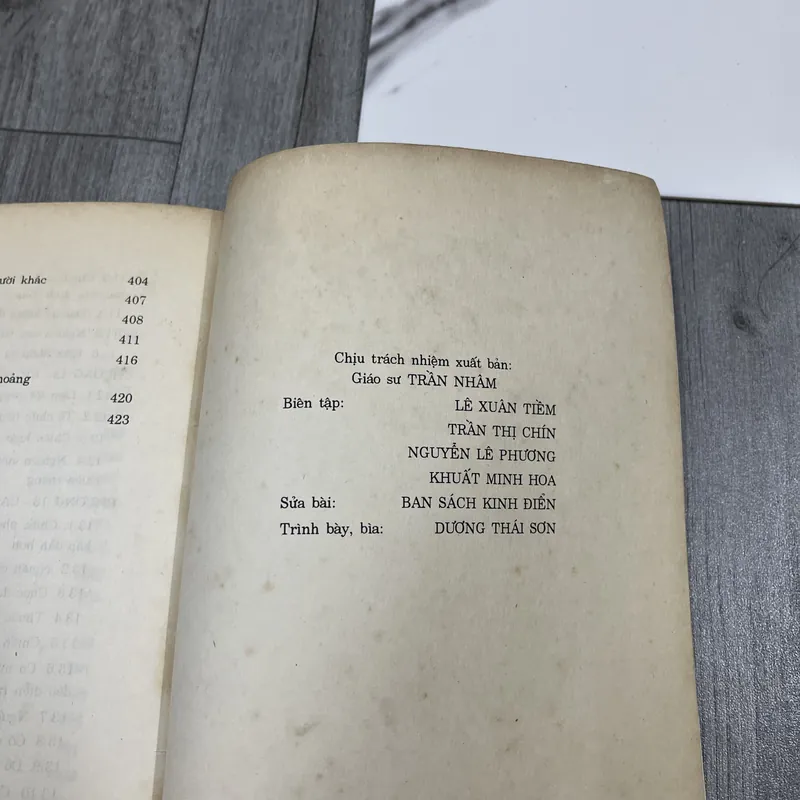 khác 404
407
408
411
416
420
423
Chịu trách nhiệm xuất bản:
Giáo sư TRẦN NHÂM
Biên tập: LÊ XUÂN TIỀM
TRẦN THỊ CHÍN
NGUYỄN LÊ PHƯƠNG
KHUẤT MINH HOA
Sửa bài: BAN SÁCH KINH ĐIỂN
Trình bày, bìa: DƯƠNG THÁI SƠN